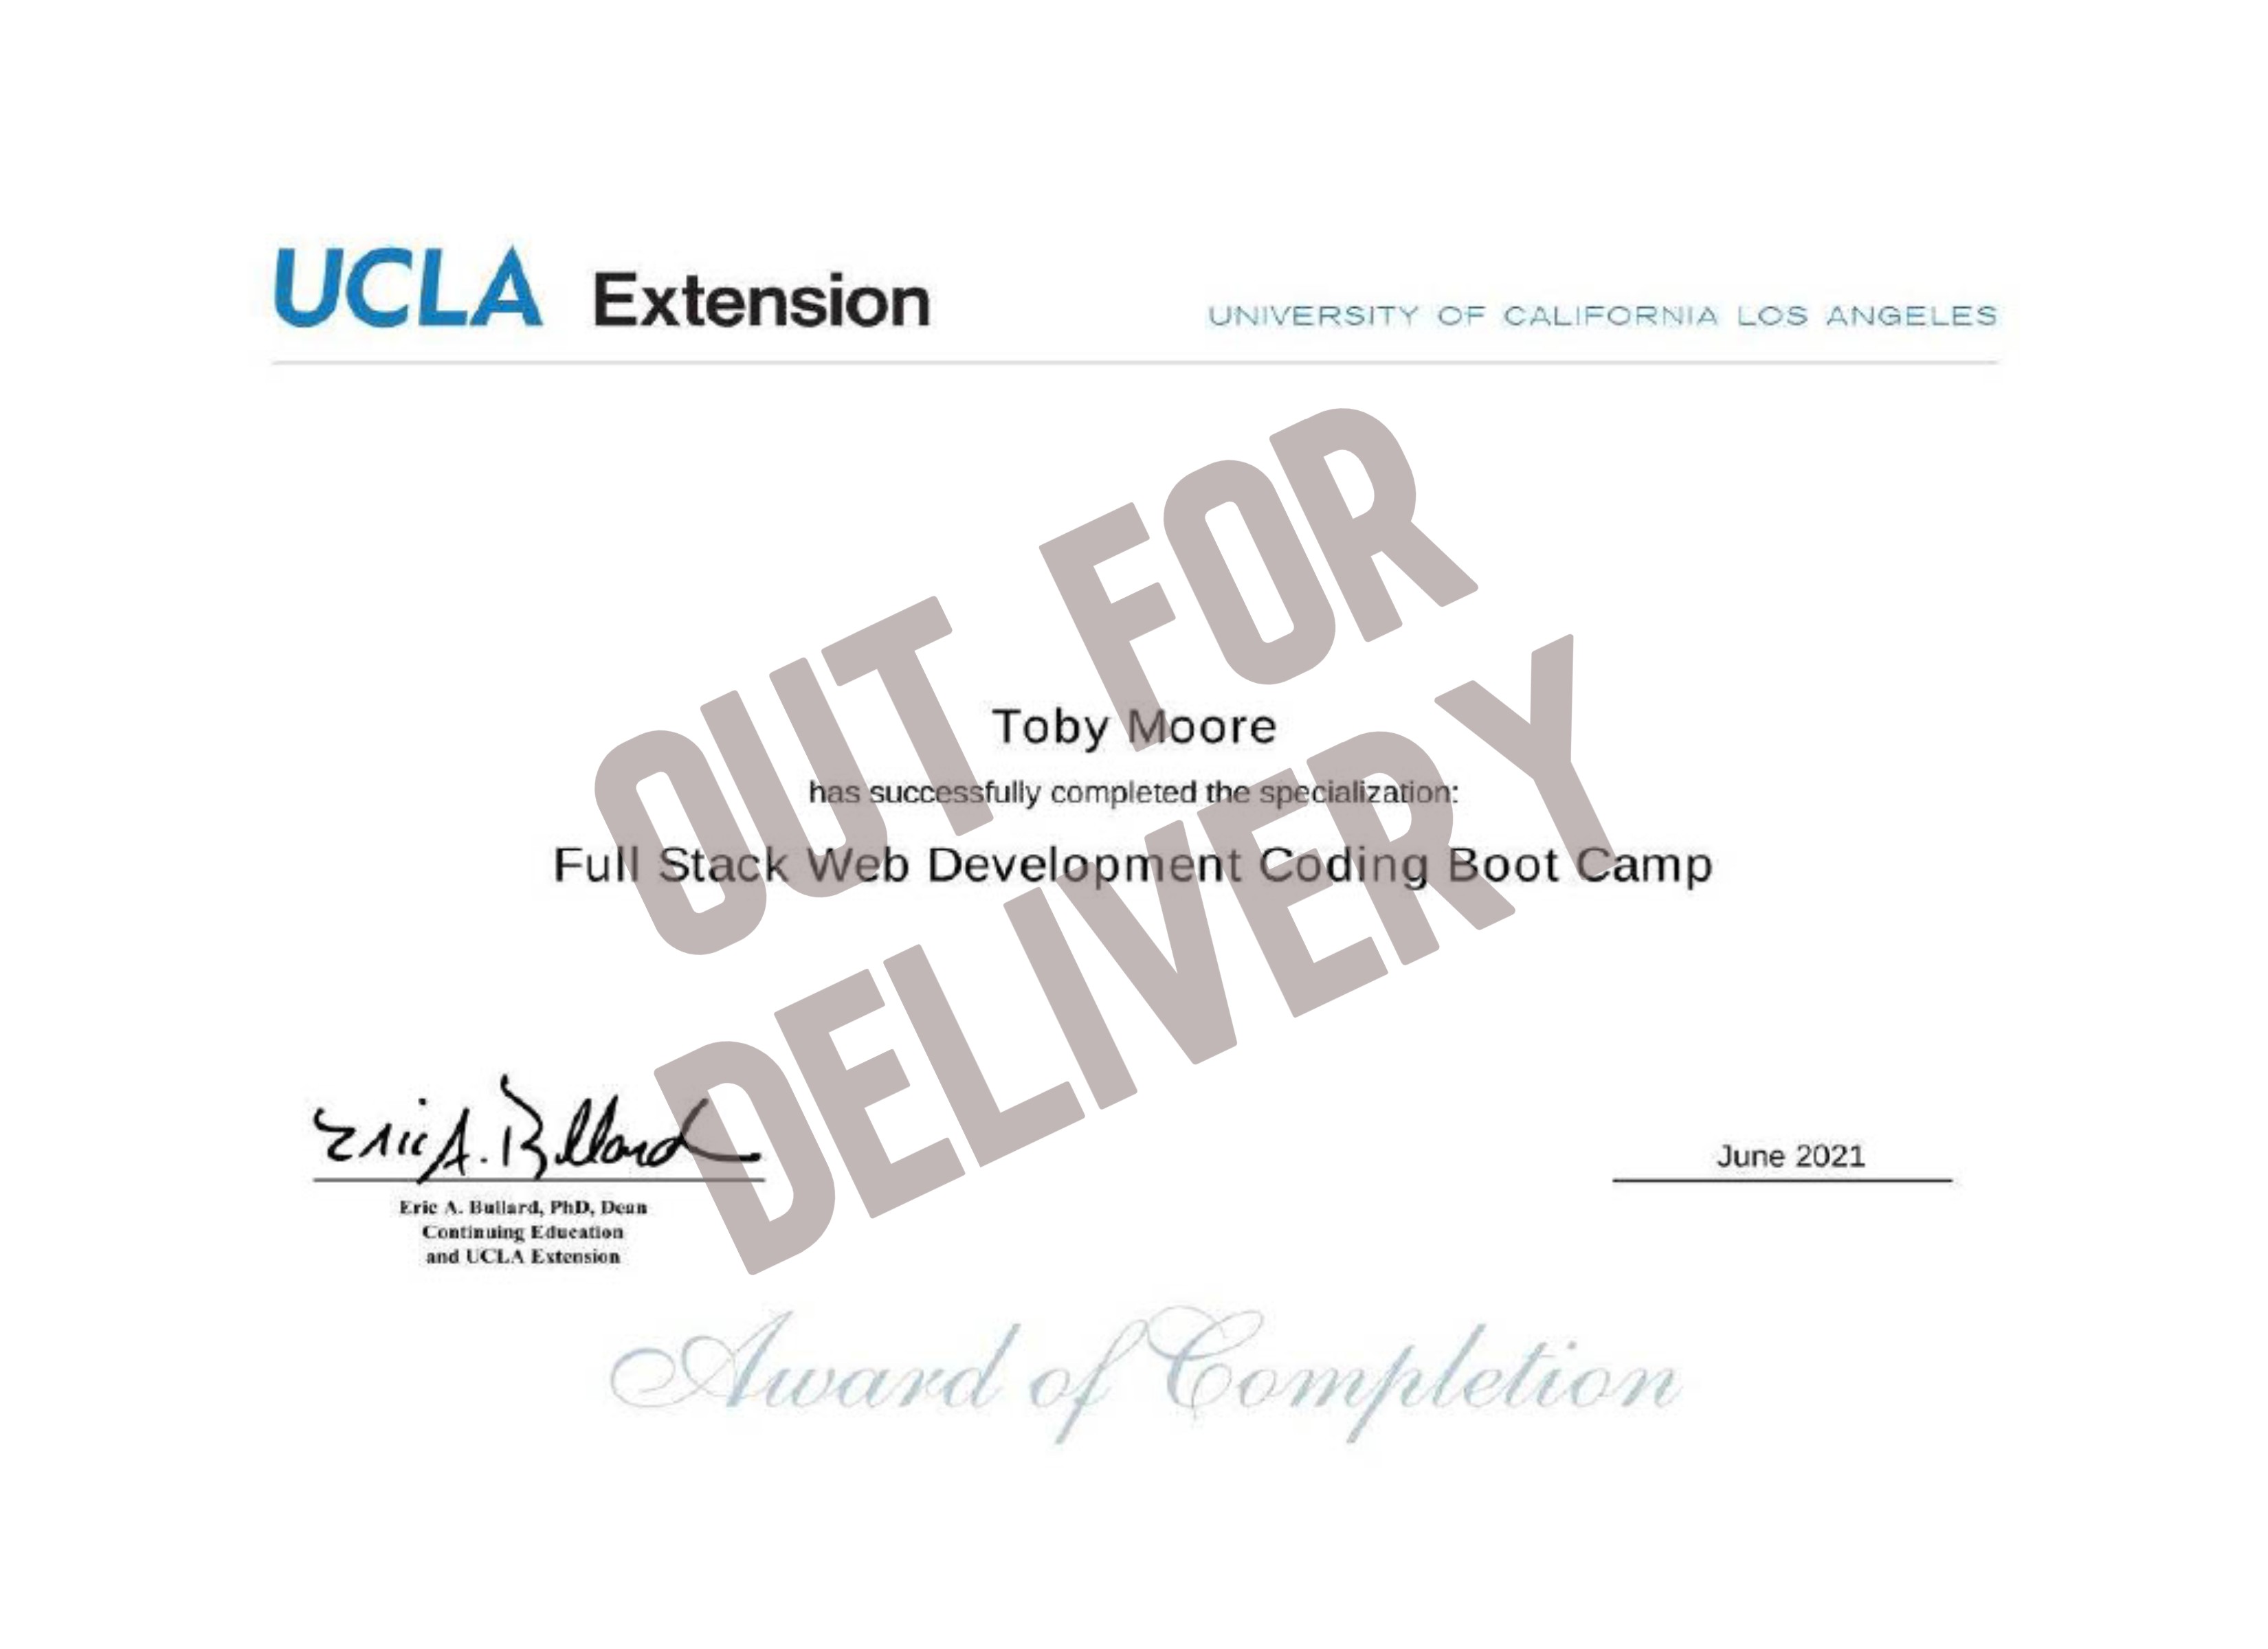 UCLA Extension
UNIVERSITY OF CALIFORNIA LOS ANGELES
OUT FOR
DELIVERY
Toby Moore
has successfully completed the specialization:
Full Stack Web Development Coding Boot Camp
Eric A. Bullard
June 2021
Eric A. Bullard, PhD, Dean
Continuing Education
and UCLA Extension
Award of Completion